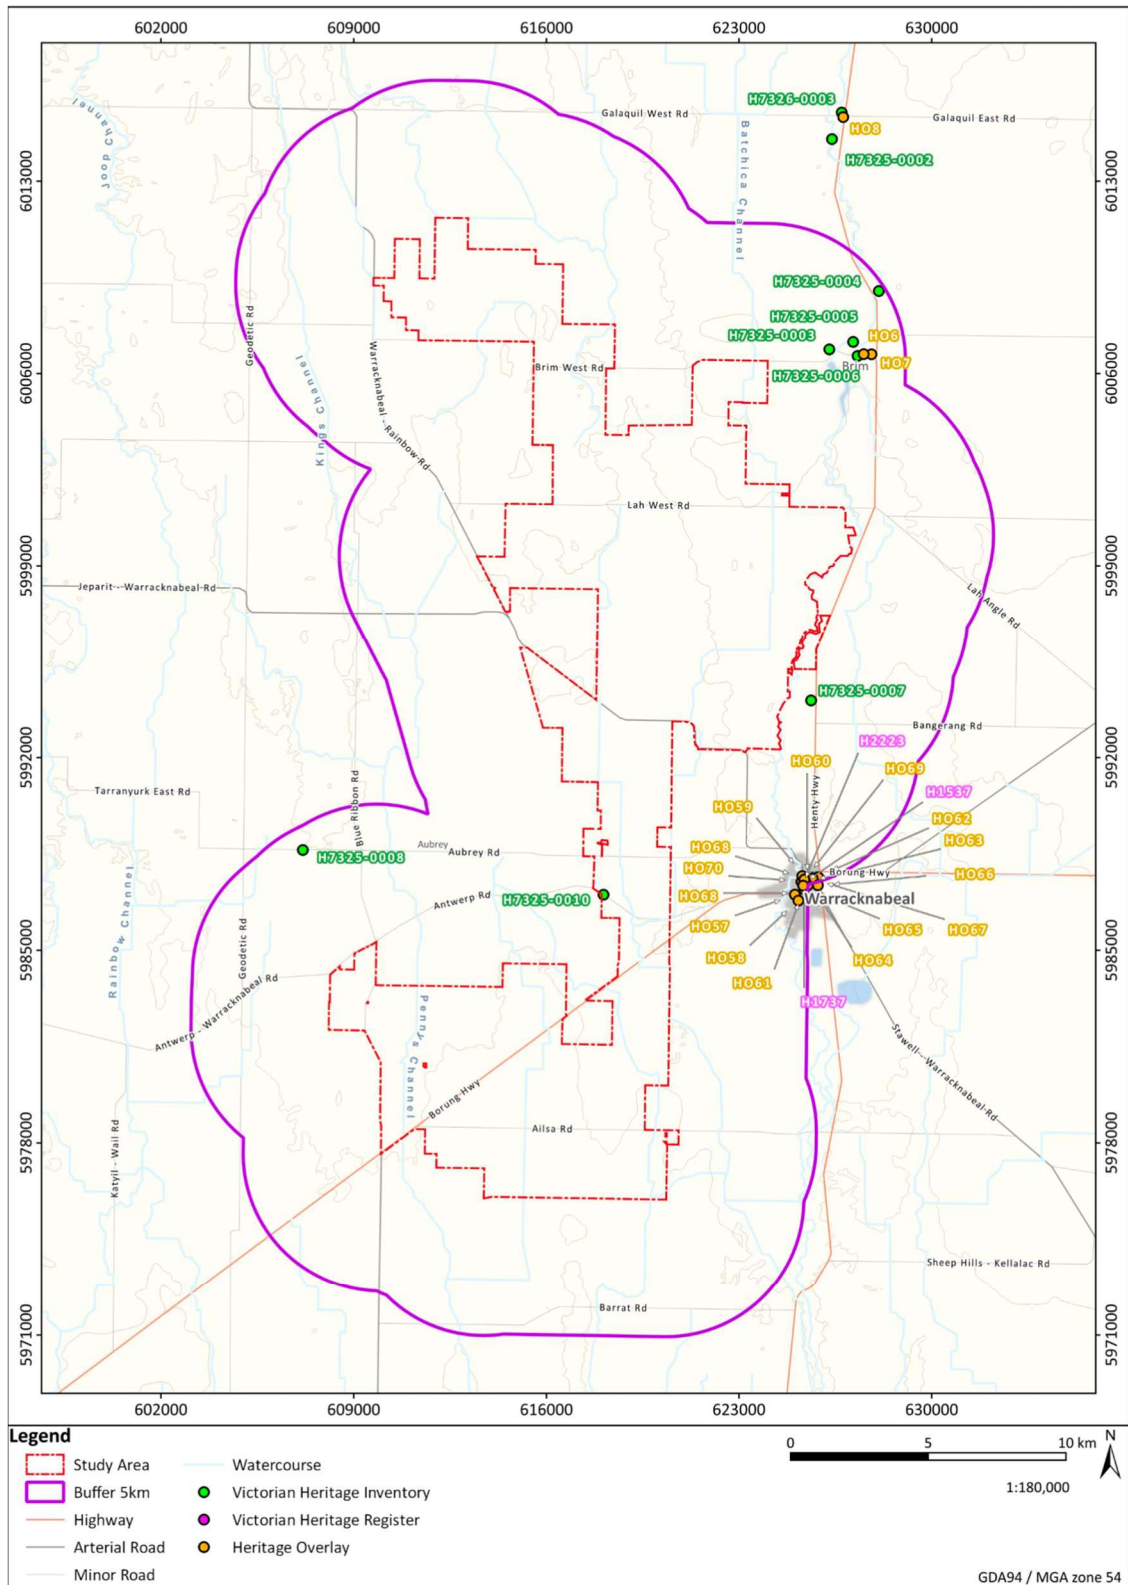 602000 609000 616000 623000 630000
H7326-0003
Galaquil West Rd
Galaquil East Rd
HO8
H7325-0002
Joop Channel
Batchica Channel
6013000
6013000
H7325-0004
Geodetic Rd
H7325-0005
H7325-0003
HO6
HO7
Brim
H7325-0006
Brim West Rd
Kings Channel
Warracknabeal - Rainbow Rd
6006000
6006000
Lah West Rd
5999000
5999000
Jeparit - Warracknabeal Rd
Lah Angle Rd
H7325-0007
Bangerang Rd
H2223
HO60
HO69
5992000
5992000
H1537
Tarranyurk East Rd
Blue Ribbon Rd
Henty Hwy
HO59
HO62
HO63
HO68
Aubrey
Aubrey Rd
H7325-0008
HO70
Borung Hwy
HO66
HO68
Warracknabeal
H7325-0010
Antwerp Rd
HO57
HO65
HO67
HO58
HO64
HO61
H1737
Rainbow Channel
Geodetic Rd
5985000
5985000
Antwerp - Warracknabeal Rd
Pennys Channel
Stawell - Warracknabeal Rd
Borung Hwy
Ailsa Rd
Katyil - Wail Rd
5978000
5978000
Sheep Hills - Kellalac Rd
Barrat Rd
5971000
5971000
602000 609000 616000 623000 630000
Legend
Study Area
Buffer 5km
Highway
Arterial Road
Minor Road
Watercourse
Victorian Heritage Inventory
Victorian Heritage Register
Heritage Overlay
0 5 10 km
N
1:180,000
GDA94 / MGA zone 54